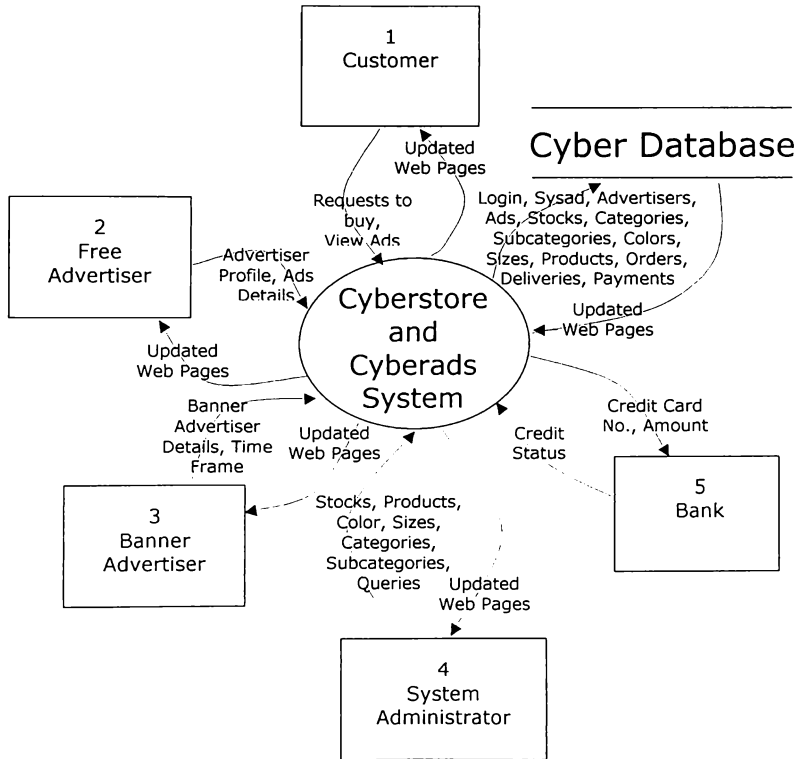 1
Customer
Cyber Database
Updated
Web Pages
Requests to
buy,
View Ads
Login, Sysad, Advertisers,
Ads, Stocks, Categories,
Subcategories, Colors,
Sizes, Products, Orders,
Deliveries, Payments
2
Free
Advertiser
Advertiser
Profile, Ads
Details
Cyberstore
and
Cyberads
System
Updated
Web Pages
Updated
Web Pages
Banner
Advertiser
Details, Time
Frame
Updated
Web Pages
Credit
Status
Credit Card
No., Amount
3
Banner
Advertiser
Stocks, Products,
Color, Sizes,
Categories,
Subcategories,
Queries
5
Bank
Updated
Web Pages
4
System
Administrator